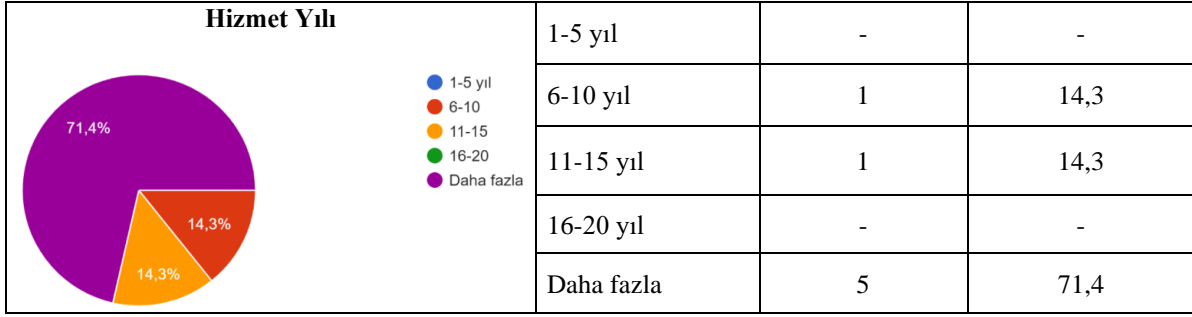 Hizmet Yılı
71,4%
14,3%
14,3%
1-5 yıl
6-10
11-15
16-20
Daha fazla
1-5 yıl - -
6-10 yıl 1 14,3
11-15 yıl 1 14,3
16-20 yıl - -
Daha fazla 5 71,4